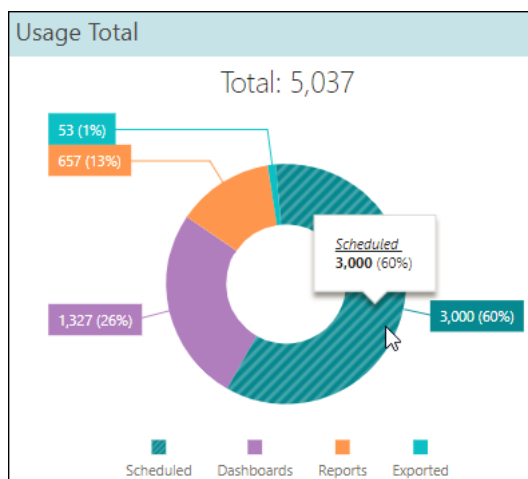 Usage Total
Total: 5,037
53 (1%)
657 (13%)
Scheduled
3,000 (60%)
1,327 (26%)
3,000 (60%)
Scheduled Dashboards Reports Exported